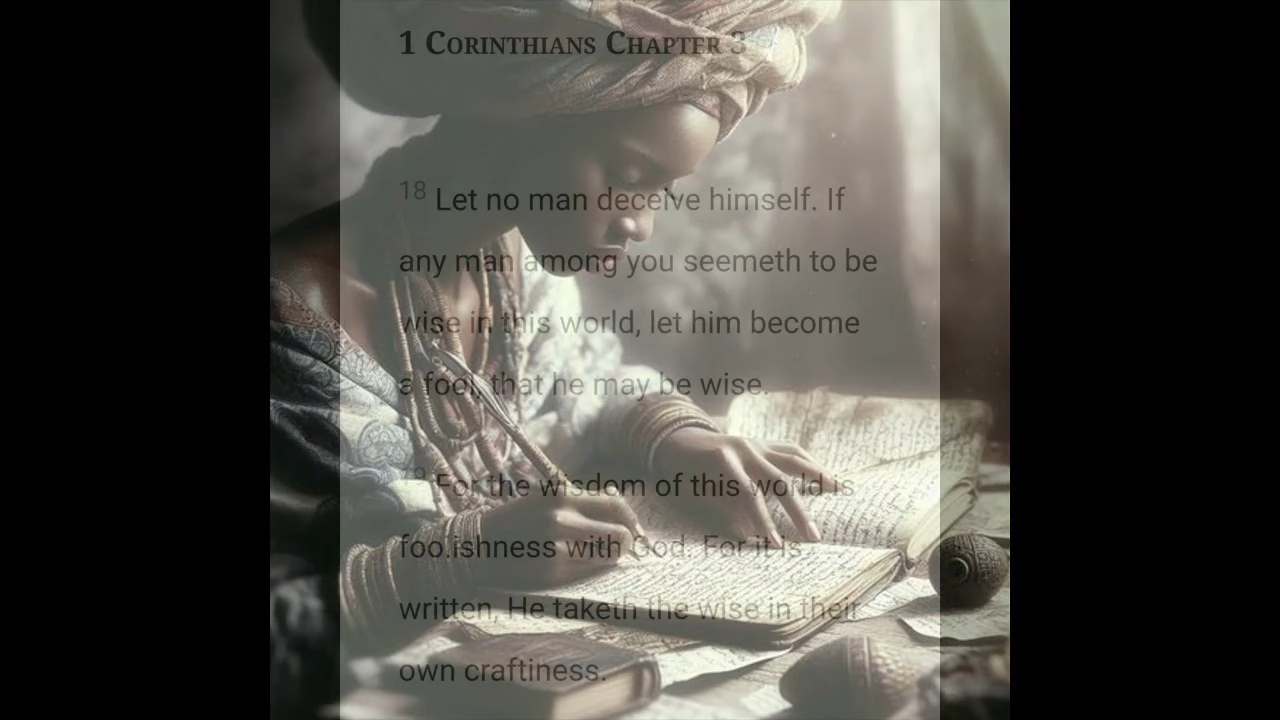 1 Corinthians Chapter 3
18 Let no man deceive himself. If
any man among you seemeth to be
wise in this world, let him become
a fool, that he may be wise.
19 For the wisdom of this world is
foolishness with God. For it is
written, He taketh the wise in their
own craftiness.